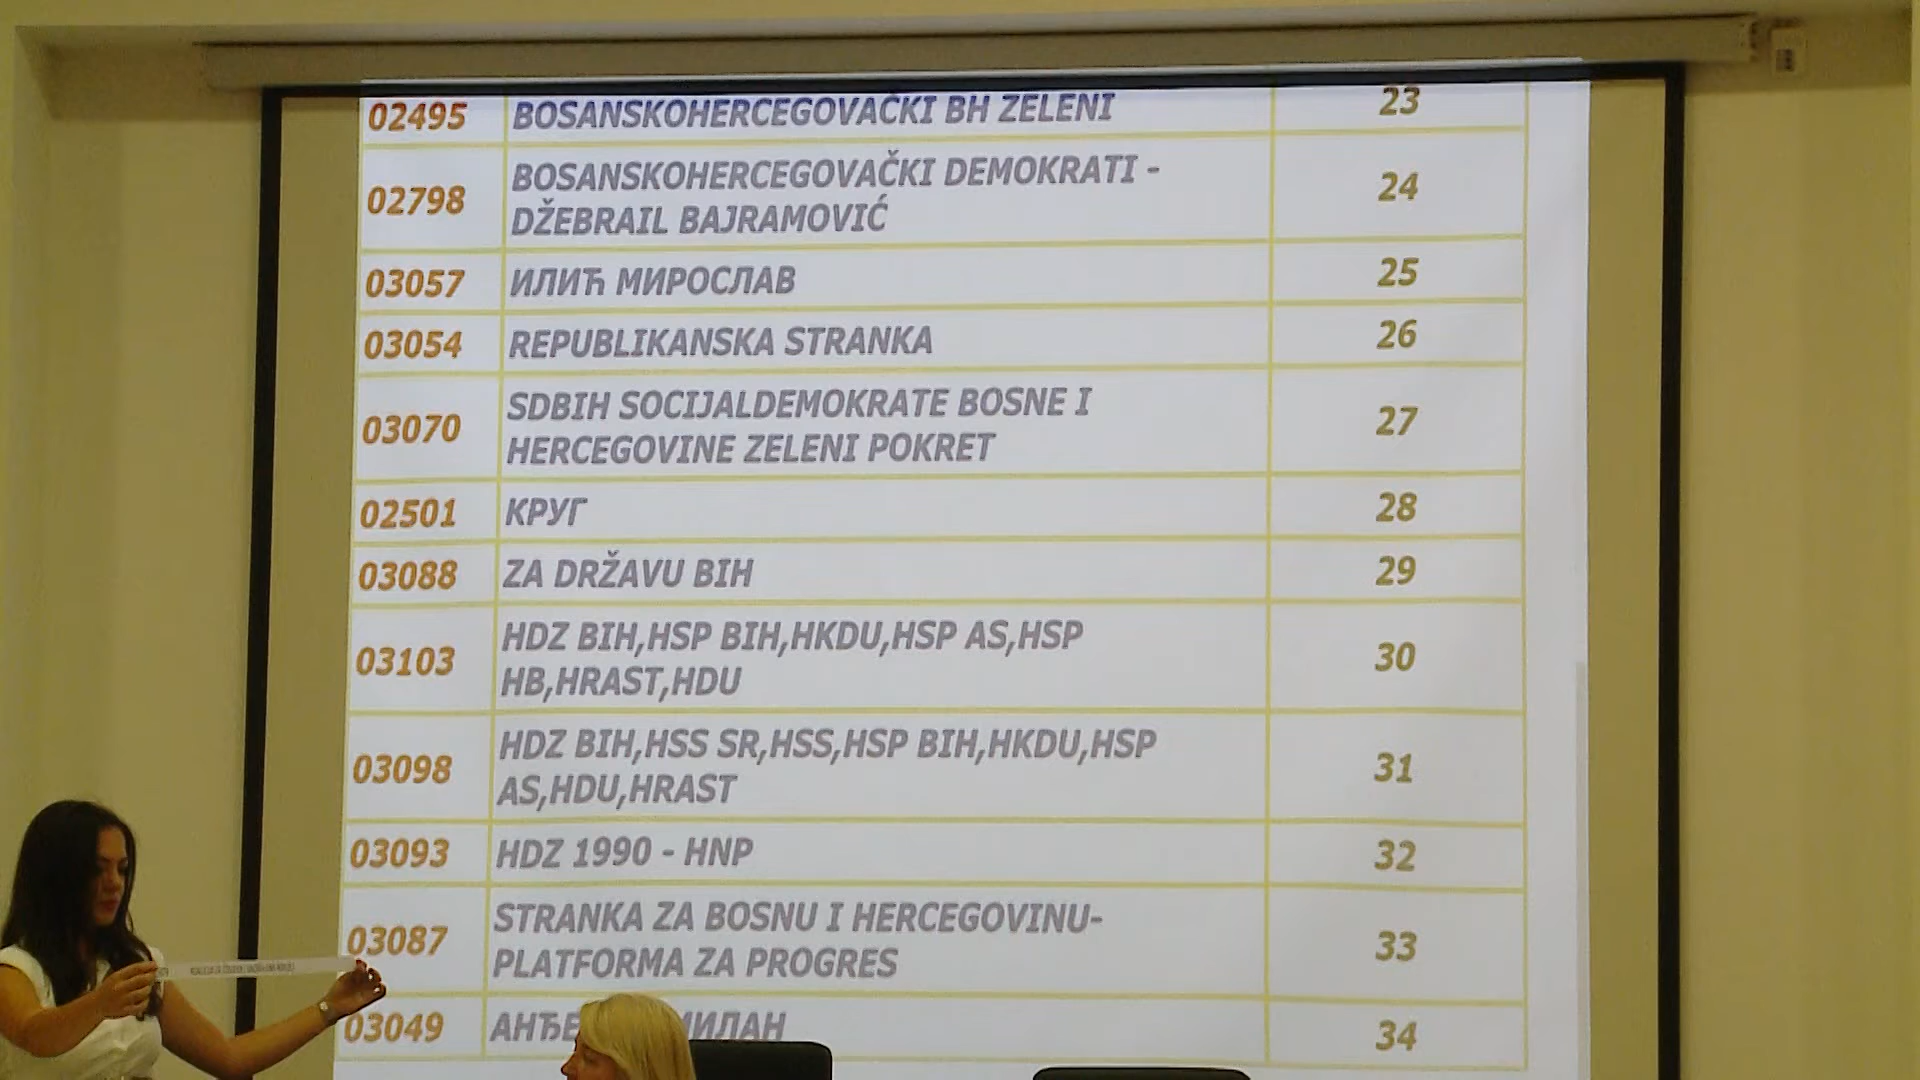 02495 BOSANSKOHERCEGOVAČKI BH ZELENI 23
02798 BOSANSKOHERCEGOVAČKI DEMOKRATI - 24
DŽEBRAIL BAJRAMOVIĆ
03057 ИЛИЋ МИРОСЛАВ 25
03054 REPUBLIKANSKA STRANKA 26
03070 SDBIH SOCIJALDEMOKRATE BOSNE I 27
HERCEGOVINE ZELENI POKRET
02501 КРУГ 28
03088 ZA DRŽAVU BIH 29
03103 HDZ BIH,HSP BIH,HKDU,HSP AS,HSP 30
HB,HRAST,HDU
03098 HDZ BIH,HSS SR,HSS,HSP BIH,HKDU,HSP 31
AS,HDU,HRAST
03093 HDZ 1990 - HNP 32
03087 STRANKA ZA BOSNU I HERCEGOVINU- 33
PLATFORMA ZA PROGRES
03049 МИЛАН 34